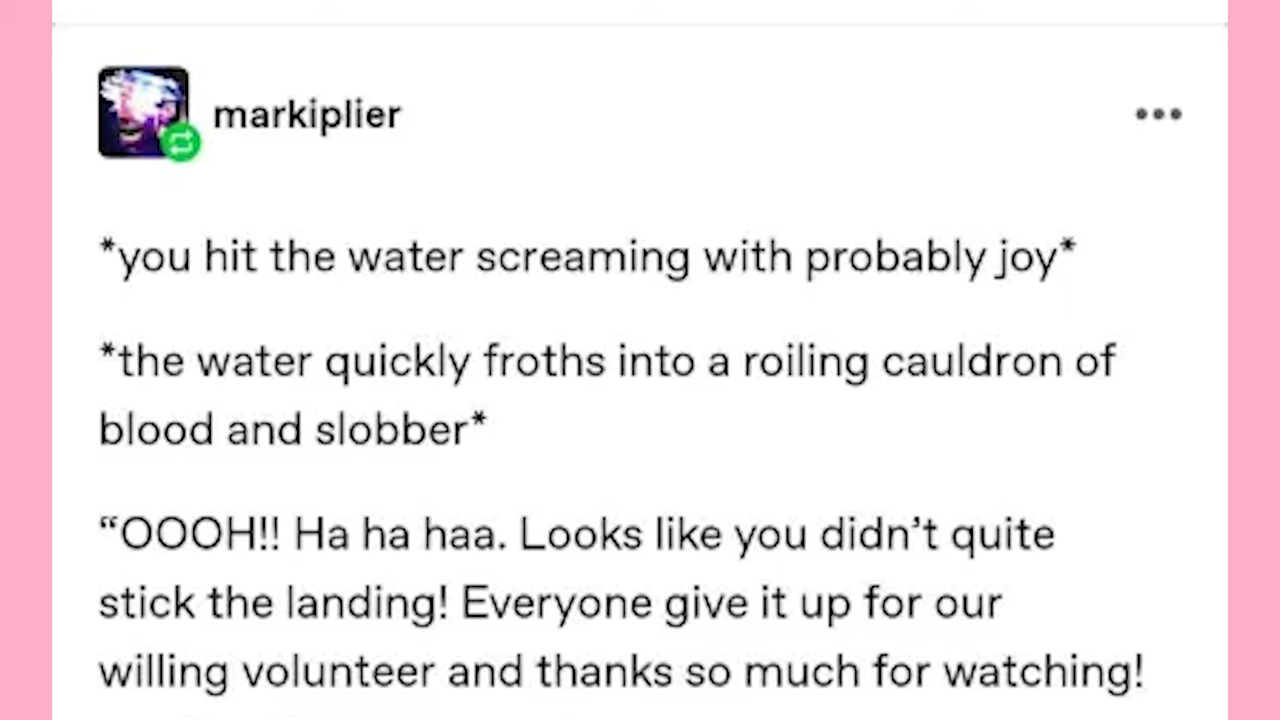 markiplier
*you hit the water screaming with probably joy*
*the water quickly froths into a roiling cauldron of
blood and slobber*
“OOOH!! Ha ha haa. Looks like you didn’t quite
stick the landing! Everyone give it up for our
willing volunteer and thanks so much for watching!